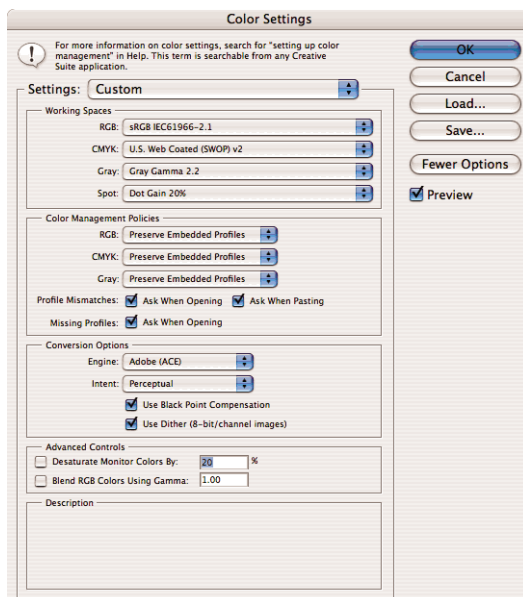 Color Settings
For more information on color settings, search for "setting up color
management" in Help. This term is searchable from any Creative
Suite application.
OK
Cancel
Load...
Save...
Fewer Options
Preview
Settings: Custom
Working Spaces
RGB: sRGB IEC61966-2.1
CMYK: U.S. Web Coated (SWOP) v2
Gray: Gray Gamma 2.2
Spot: Dot Gain 20%
Color Management Policies
RGB: Preserve Embedded Profiles
CMYK: Preserve Embedded Profiles
Gray: Preserve Embedded Profiles
Profile Mismatches: Ask When Opening Ask When Pasting
Missing Profiles: Ask When Opening
Conversion Options
Engine: Adobe (ACE)
Intent: Perceptual
Use Black Point Compensation
Use Dither (8-bit/channel images)
Advanced Controls
Desaturate Monitor Colors By: 20 %
Blend RGB Colors Using Gamma: 1.00
Description